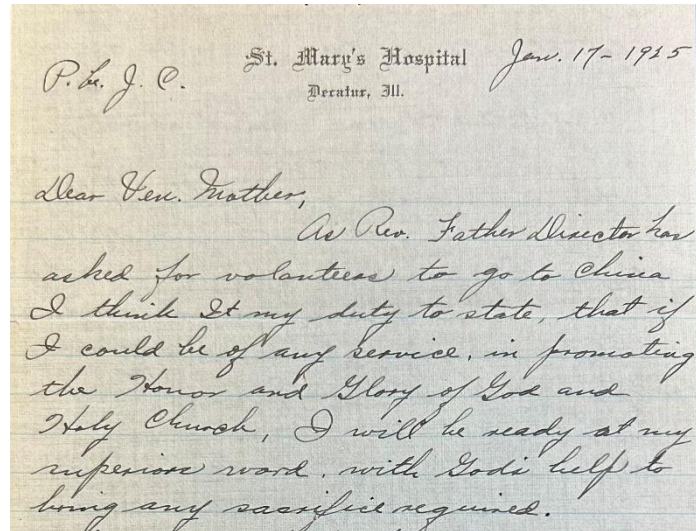 St. Mary's Hospital
Decatur, Ill.
Jan. 17 - 1925
P. be. J. C.
Dear Ven. Mother,
As Rev. Father Director has
asked for volanteers to go to China
I think It my duty to state, that if
I could be of any service, in promoting
the Honor and Glory of God and
Holy Church, I will be ready at my
superiors word. with God's help to
bring any sacrifice required.